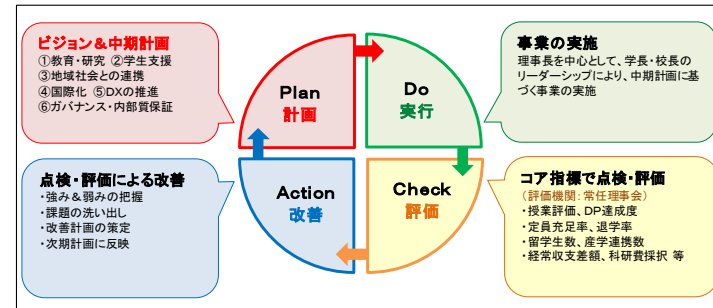 ビジョン&中期計画
①教育・研究 ②学生支援
③地域社会との連携
④国際化 ⑤DXの推進
⑥ガバナンス・内部質保証
Plan
計画
Do
実行
事業の実施
理事長を中心として、学長・校長の
リーダーシップにより、中期計画に基
づく事業の実施
点検・評価による改善
・強み&弱みの把握
・課題の洗い出し
・改善計画の策定
・次期計画に反映
Action
改善
Check
評価
コア指標で点検・評価
(評価機関:常任理事会)
・授業評価、DP達成度
・定員充足率、退学率
・留学生数、産学連携数
・経常収支差額、科研費採択 等